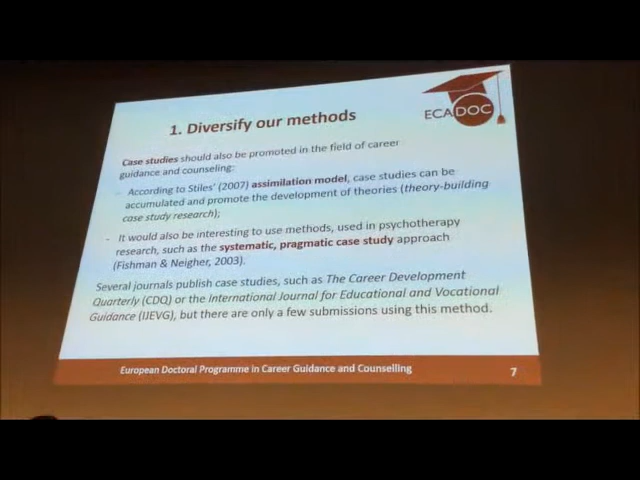 ECADOC
1. Diversify our methods
Case studies should also be promoted in the field of career
guidance and counseling:
- According to Stiles' (2007) assimilation model, case studies can be
accumulated and promote the development of theories (theory-building
case study research);
- It would also be interesting to use methods, used in psychotherapy
research, such as the systematic, pragmatic case study approach
(Fishman & Neigher, 2003).
Several journals publish case studies, such as The Career Development
Quarterly (CDQ) or the International Journal for Educational and Vocational
Guidance (IJEVG), but there are only a few submissions using this method.
European Doctoral Programme in Career Guidance and Counselling
7